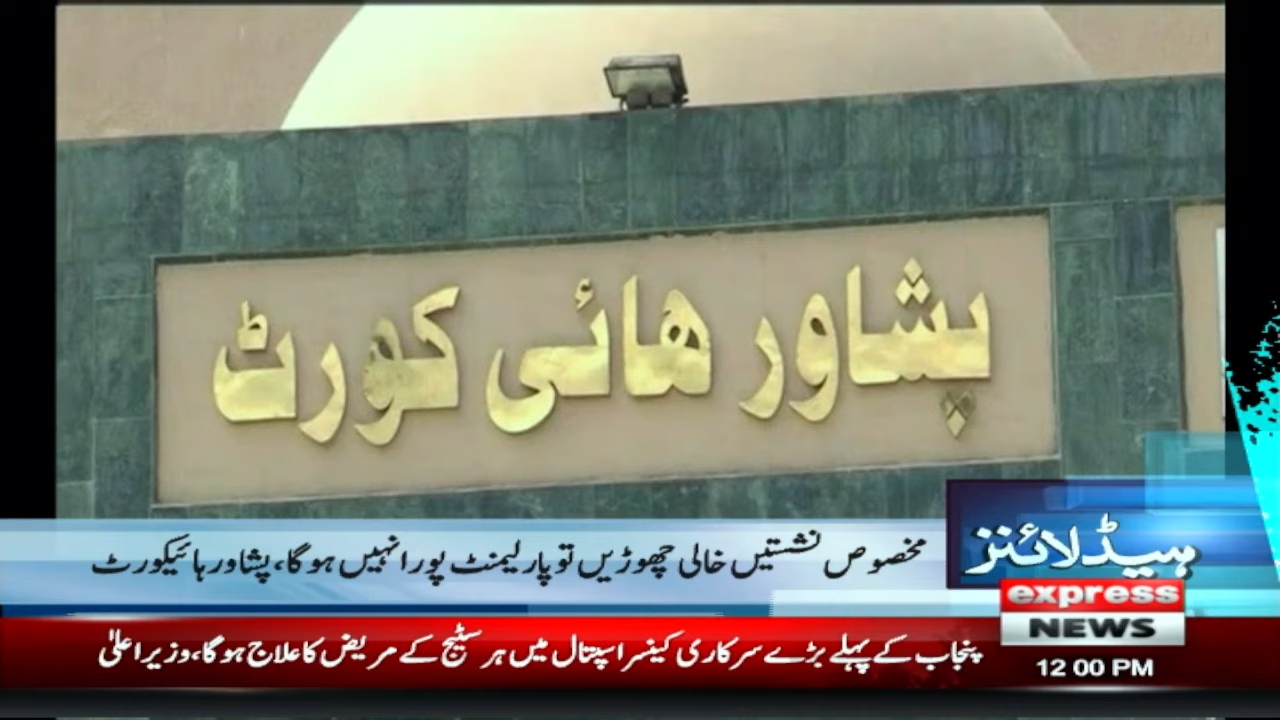 پشاور ھائی کورٹ
مخصوص نشستیں خالی چھوڑیں تو پارلیمنٹ پورا نہیں ہوگا، پشاور ہائیکورٹ
ہیڈلائنز
express
NEWS
پنجاب کے پہلے بڑے سرکاری کینسر اسپتال میں ہر سٹیج کے مریض کا علاج ہوگا، وزیراعلیٰ
12 00 PM